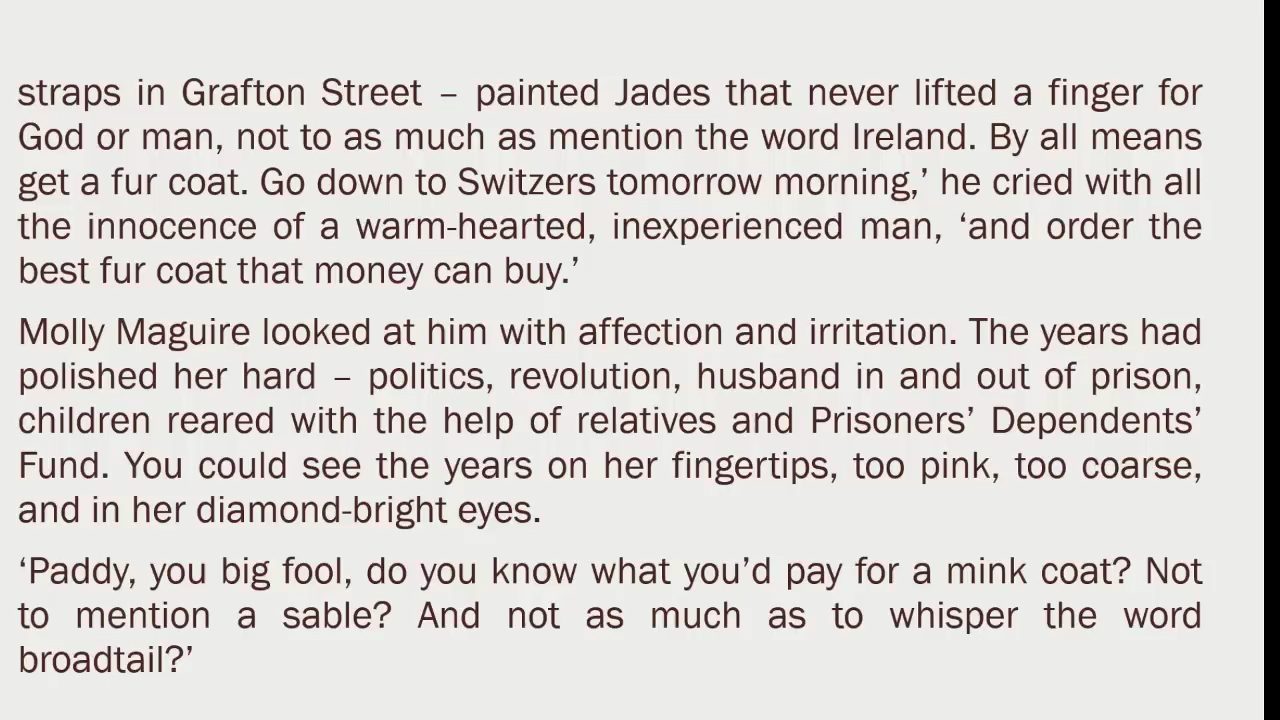 straps in Grafton Street – painted Jades that never lifted a finger for
God or man, not to as much as mention the word Ireland. By all means
get a fur coat. Go down to Switzers tomorrow morning,’ he cried with all
the innocence of a warm-hearted, inexperienced man, ‘and order the
best fur coat that money can buy.’
Molly Maguire looked at him with affection and irritation. The years had
polished her hard – politics, revolution, husband in and out of prison,
children reared with the help of relatives and Prisoners’ Dependents’
Fund. You could see the years on her fingertips, too pink, too coarse,
and in her diamond-bright eyes.
‘Paddy, you big fool, do you know what you’d pay for a mink coat? Not
to mention a sable? And not as much as to whisper the word
broadtail?’